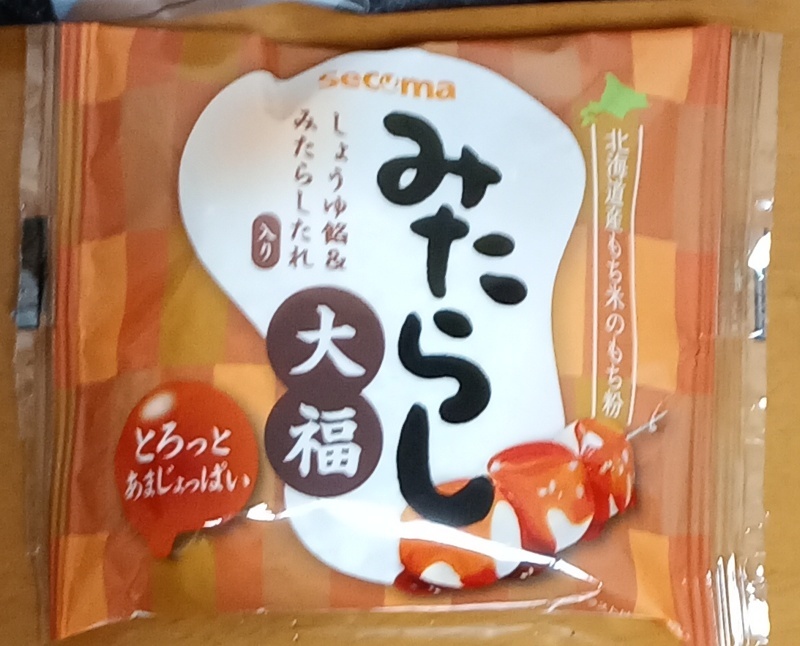 secoma
北海道産もち米のもち粉
みたらし
大福
しょうゆ餡&
みたらしたれ
入り
とろっと
あまじょっぱい